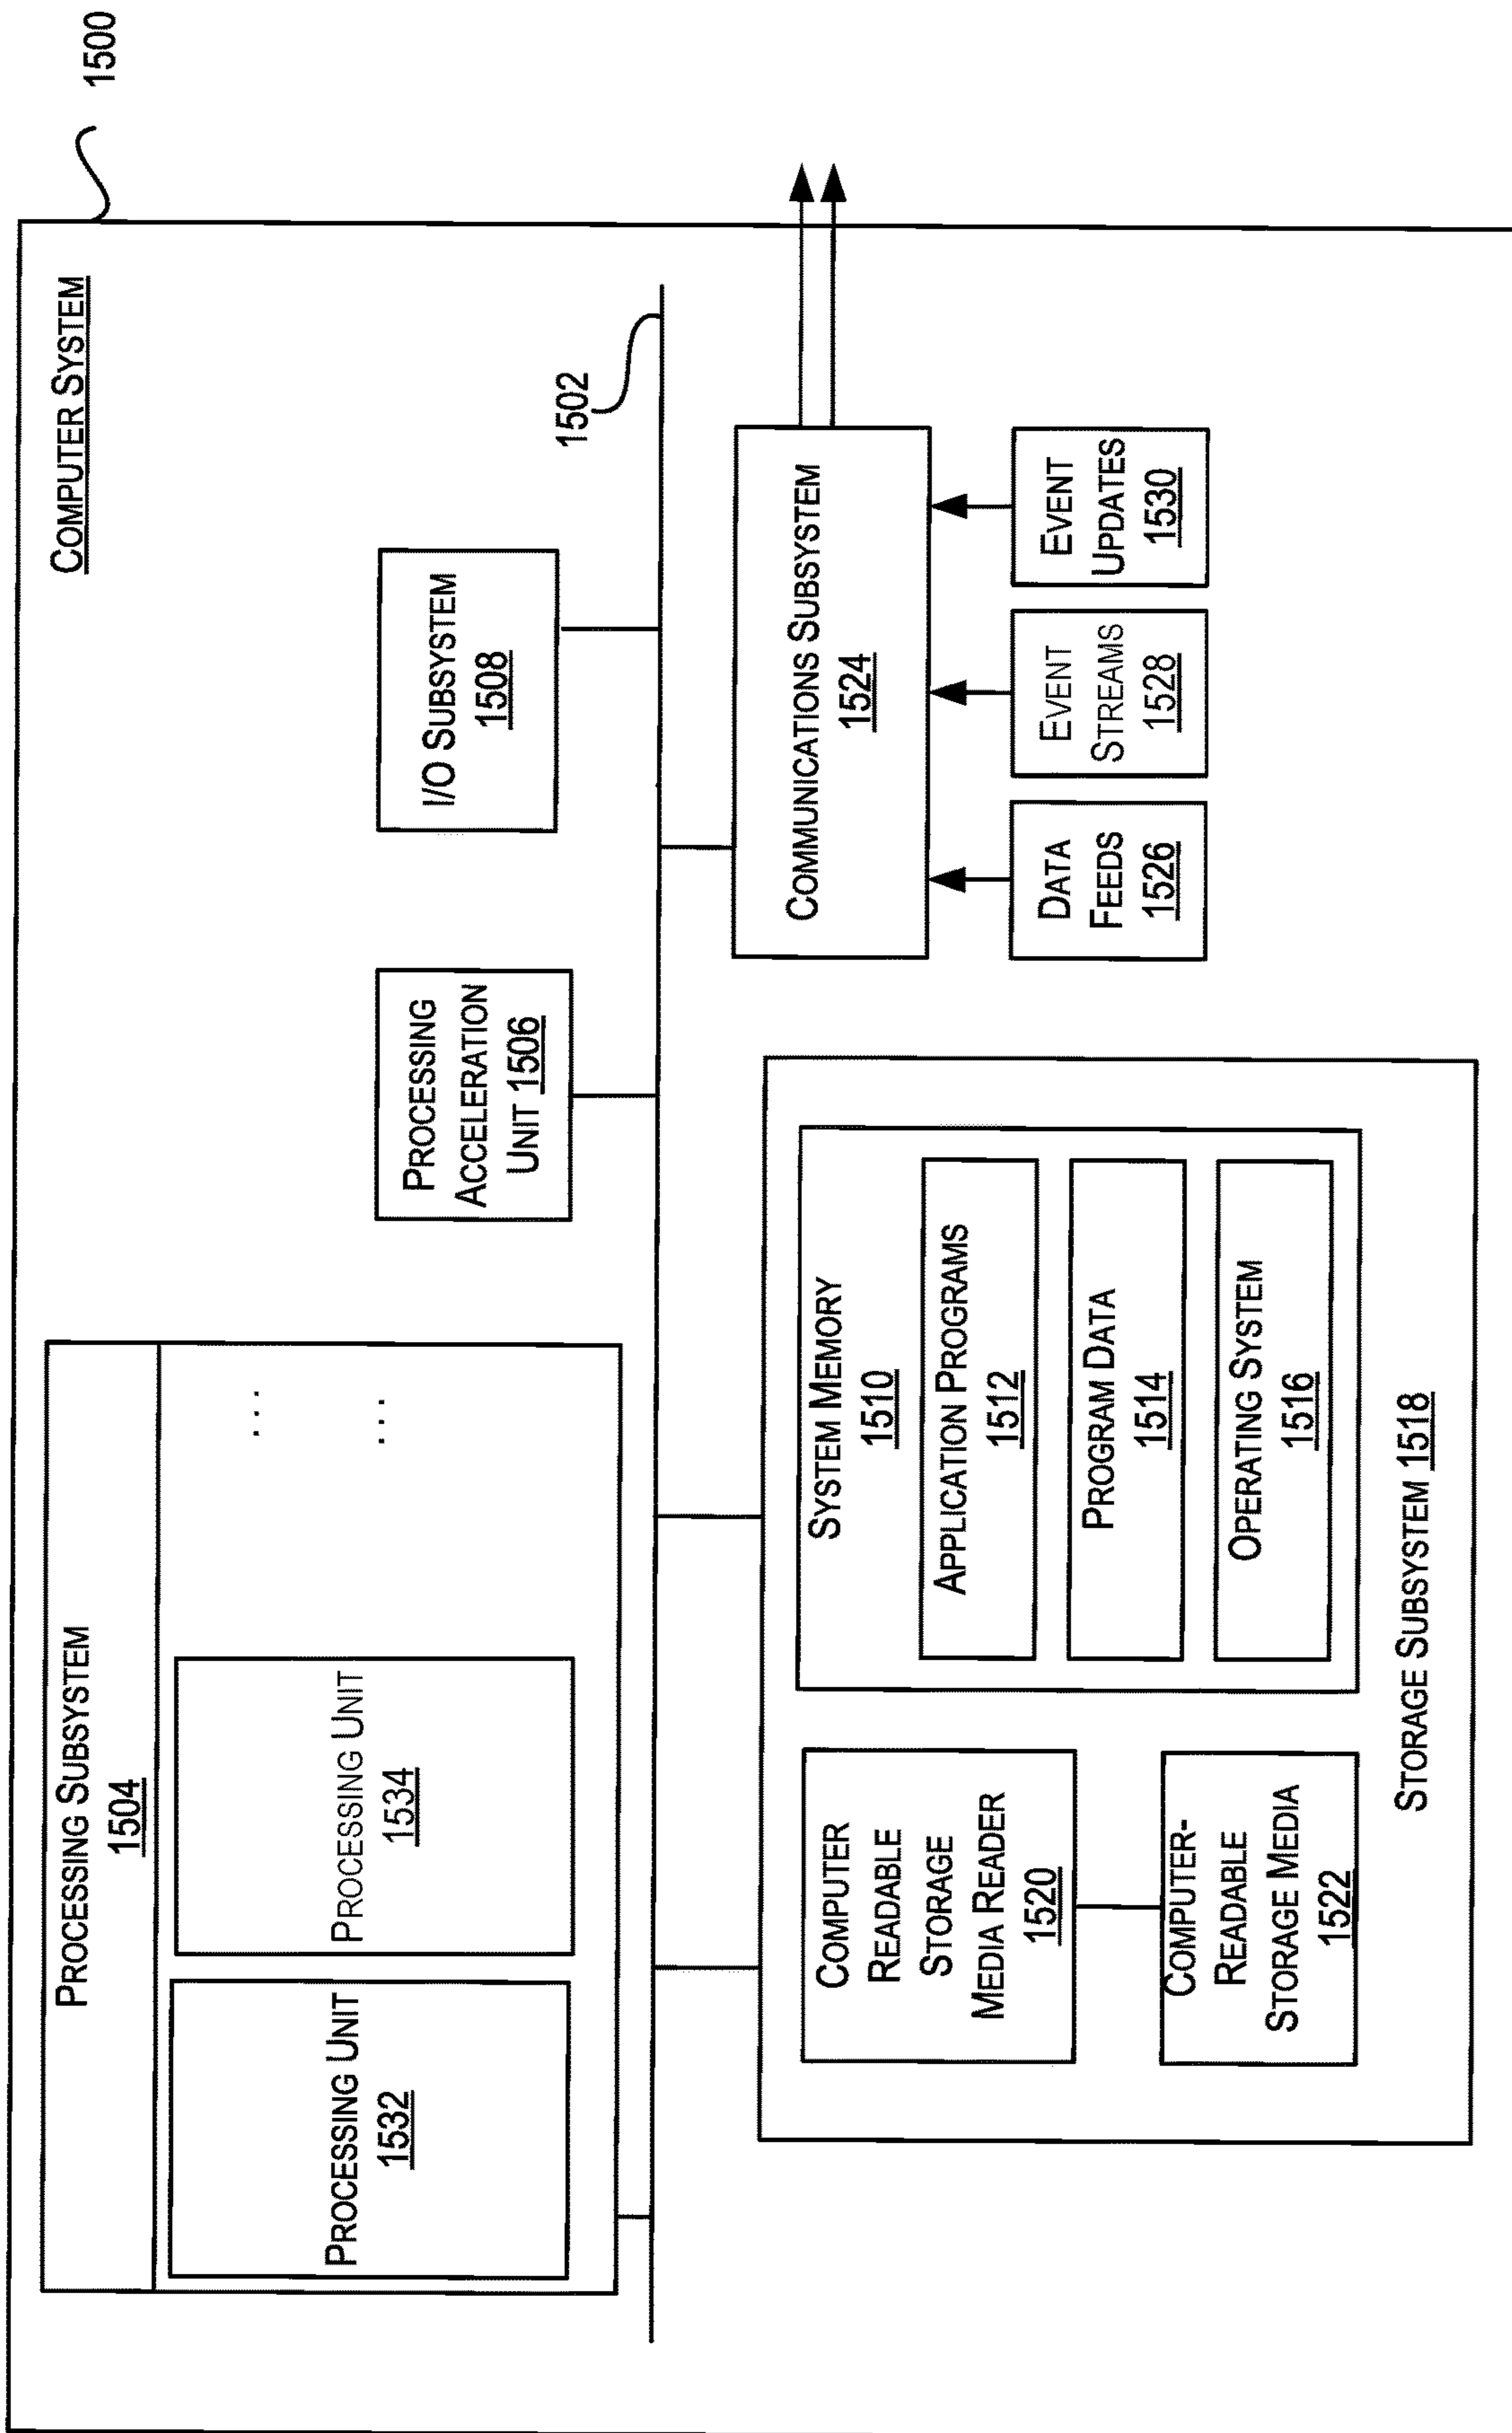 1500
COMPUTER SYSTEM
PROCESSING SUBSYSTEM
1504
PROCESSING UNIT
1532
PROCESSING UNIT
1534
. . .
. . .
PROCESSING
ACCELERATION
UNIT 1506
I/O SUBSYSTEM
1508
1502
COMPUTER
READABLE
STORAGE
MEDIA READER
1520
COMPUTER-
READABLE
STORAGE MEDIA
1522
SYSTEM MEMORY
1510
APPLICATION PROGRAMS
1512
PROGRAM DATA
1514
OPERATING SYSTEM
1516
STORAGE SUBSYSTEM 1518
COMMUNICATIONS SUBSYSTEM
1524
DATA
FEEDS
1526
EVENT
STREAMS
1528
EVENT
UPDATES
1530